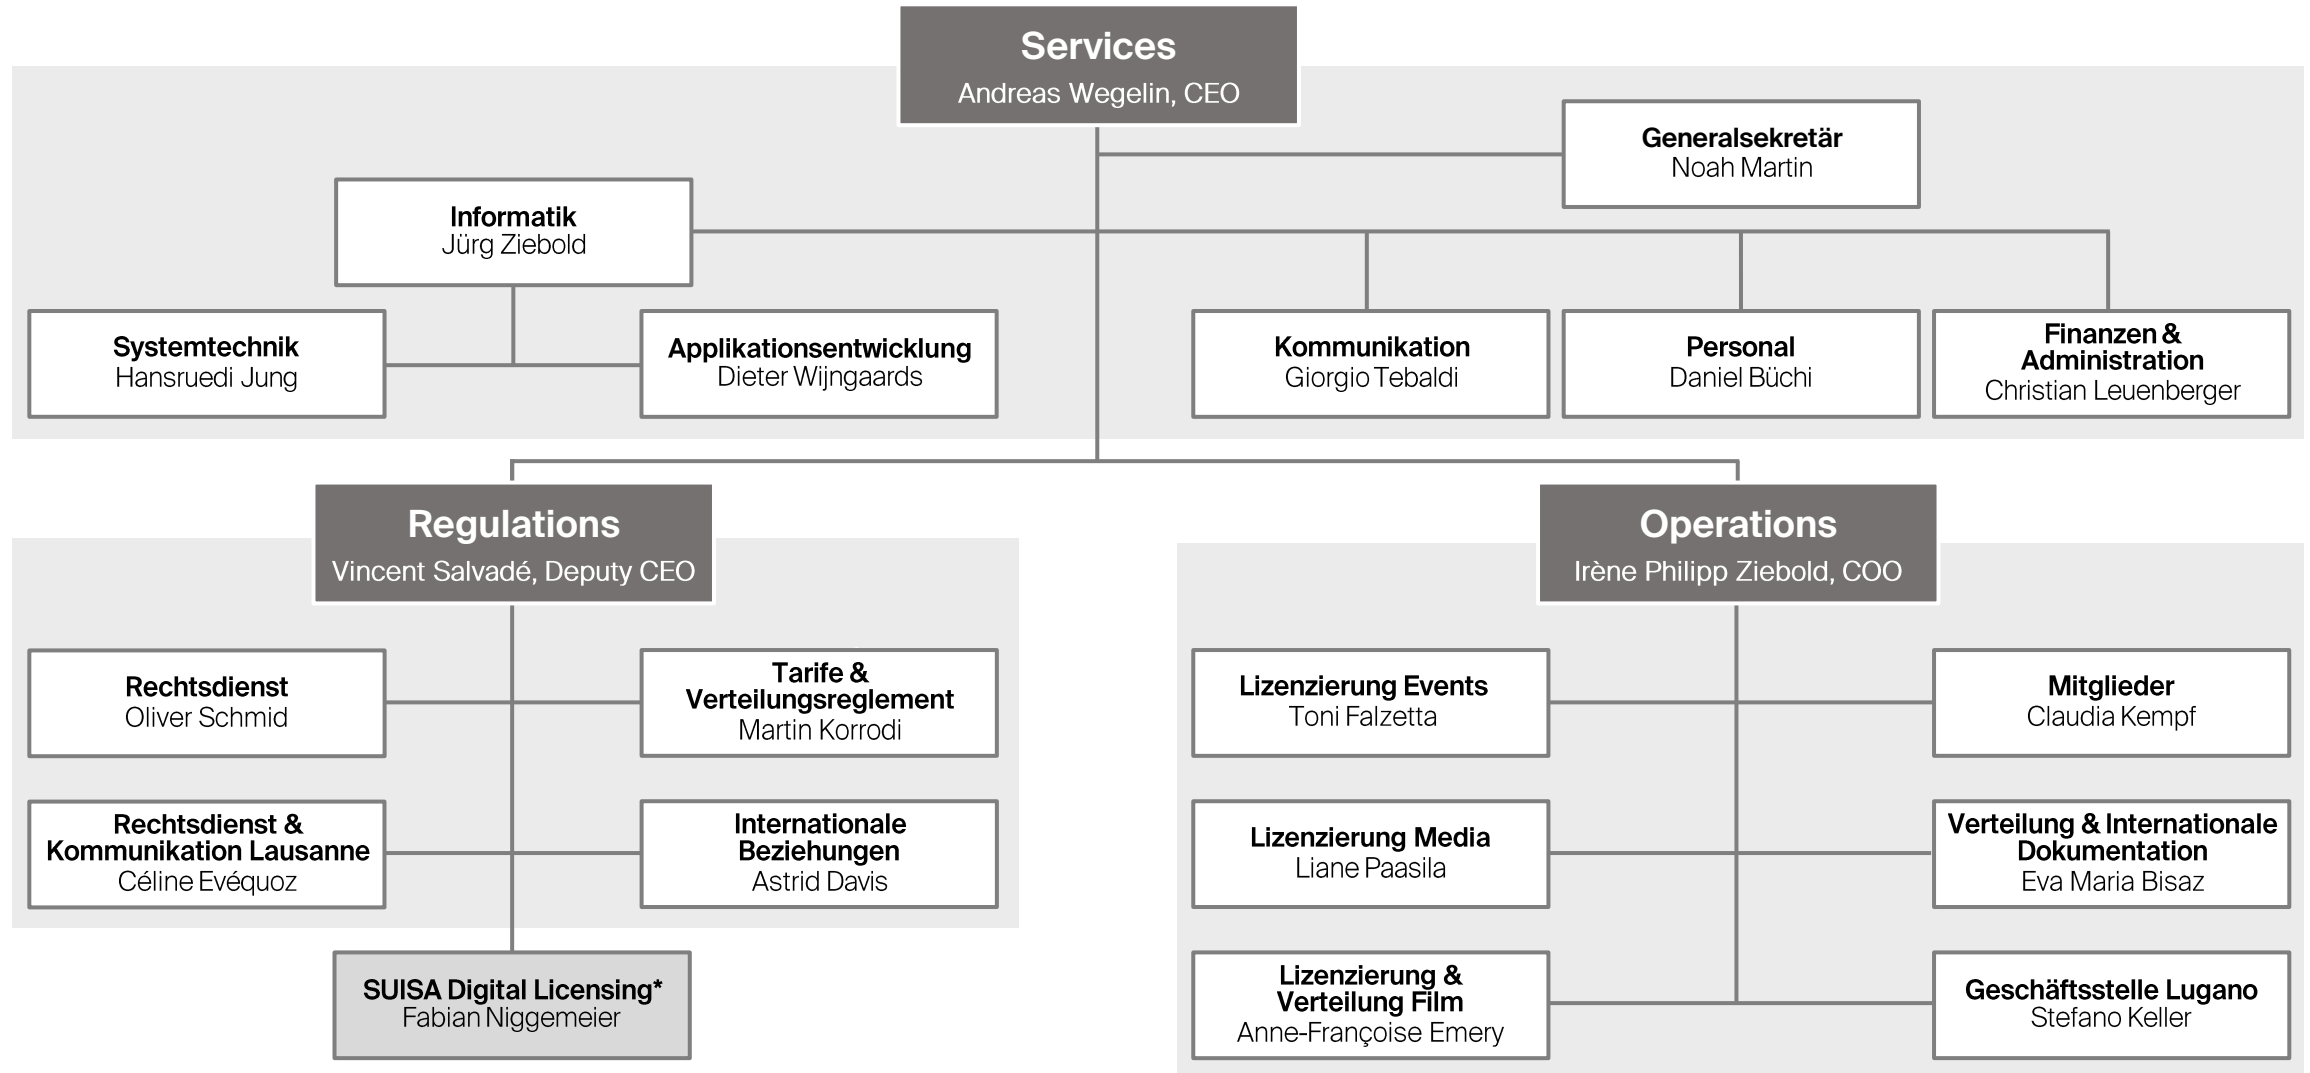 Services
Andreas Wegelin, CEO
Generalsekretär
Noah Martin
Informatik
Jürg Ziebold
Systemtechnik
Hansruedi Jung
Applikationsentwicklung
Dieter Wijngaards
Kommunikation
Giorgio Tebaldi
Personal
Daniel Büchi
Finanzen &
Administration
Christian Leuenberger
Regulations
Vincent Salvadé, Deputy CEO
Rechtsdienst
Oliver Schmid
Tarife &
Verteilungsreglement
Martin Korrodi
Rechtsdienst &
Kommunikation Lausanne
Céline Evéquoz
Internationale
Beziehungen
Astrid Davis
SUISA Digital Licensing*
Fabian Niggemeier
Operations
Irène Philipp Ziebold, COO
Lizenzierung Events
Toni Falzetta
Mitglieder
Claudia Kempf
Lizenzierung Media
Liane Paasila
Verteilung & Internationale
Dokumentation
Eva Maria Bisaz
Lizenzierung &
Verteilung Film
Anne-Françoise Emery
Geschäftsstelle Lugano
Stefano Keller